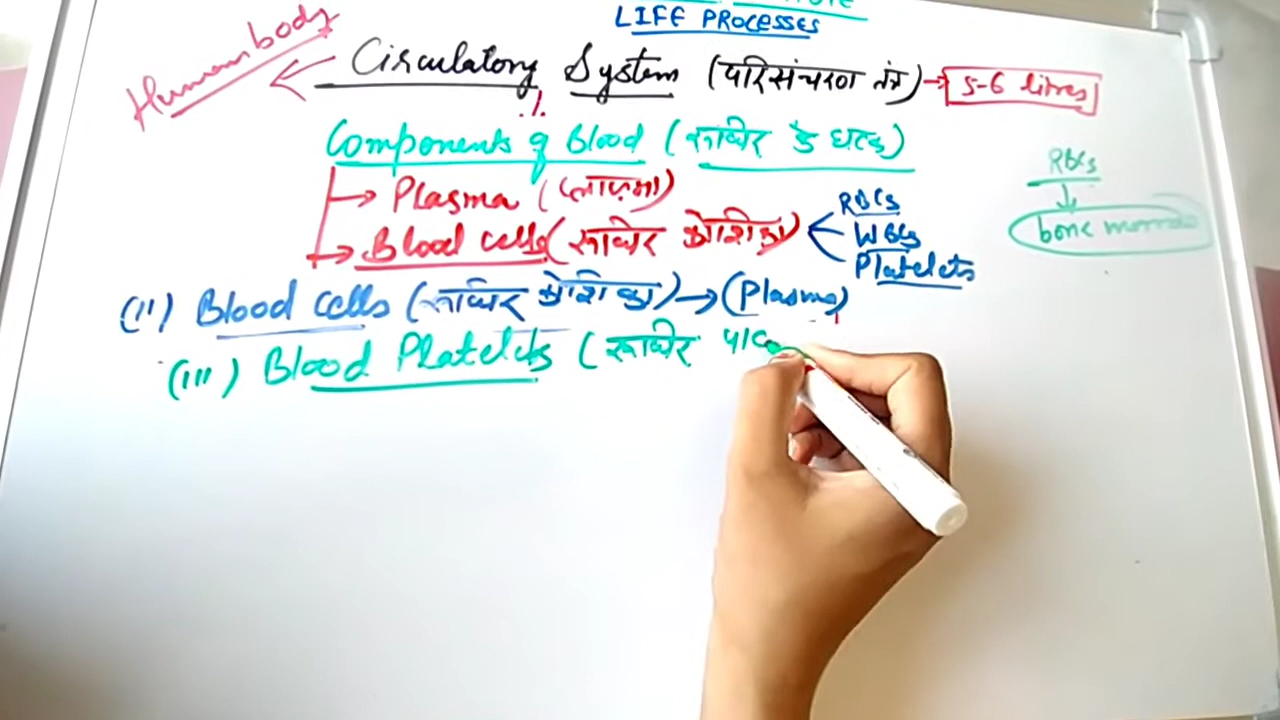 LIFE PROCESSES
Human body
Circulatory System (परिसंचरण तंत्र) → 5-6 litres
Components of Blood (रूधिर के घटक)
→ Plasma (प्लाज़्मा)
→ Blood cells (रूधिर कोशिका)
RBCs
WBCs
Platelets
RBCs
bone
(ii) Blood cells (रूधिर कोशिका) → (Plasma)
(iii) Blood Platelets (रूधिर